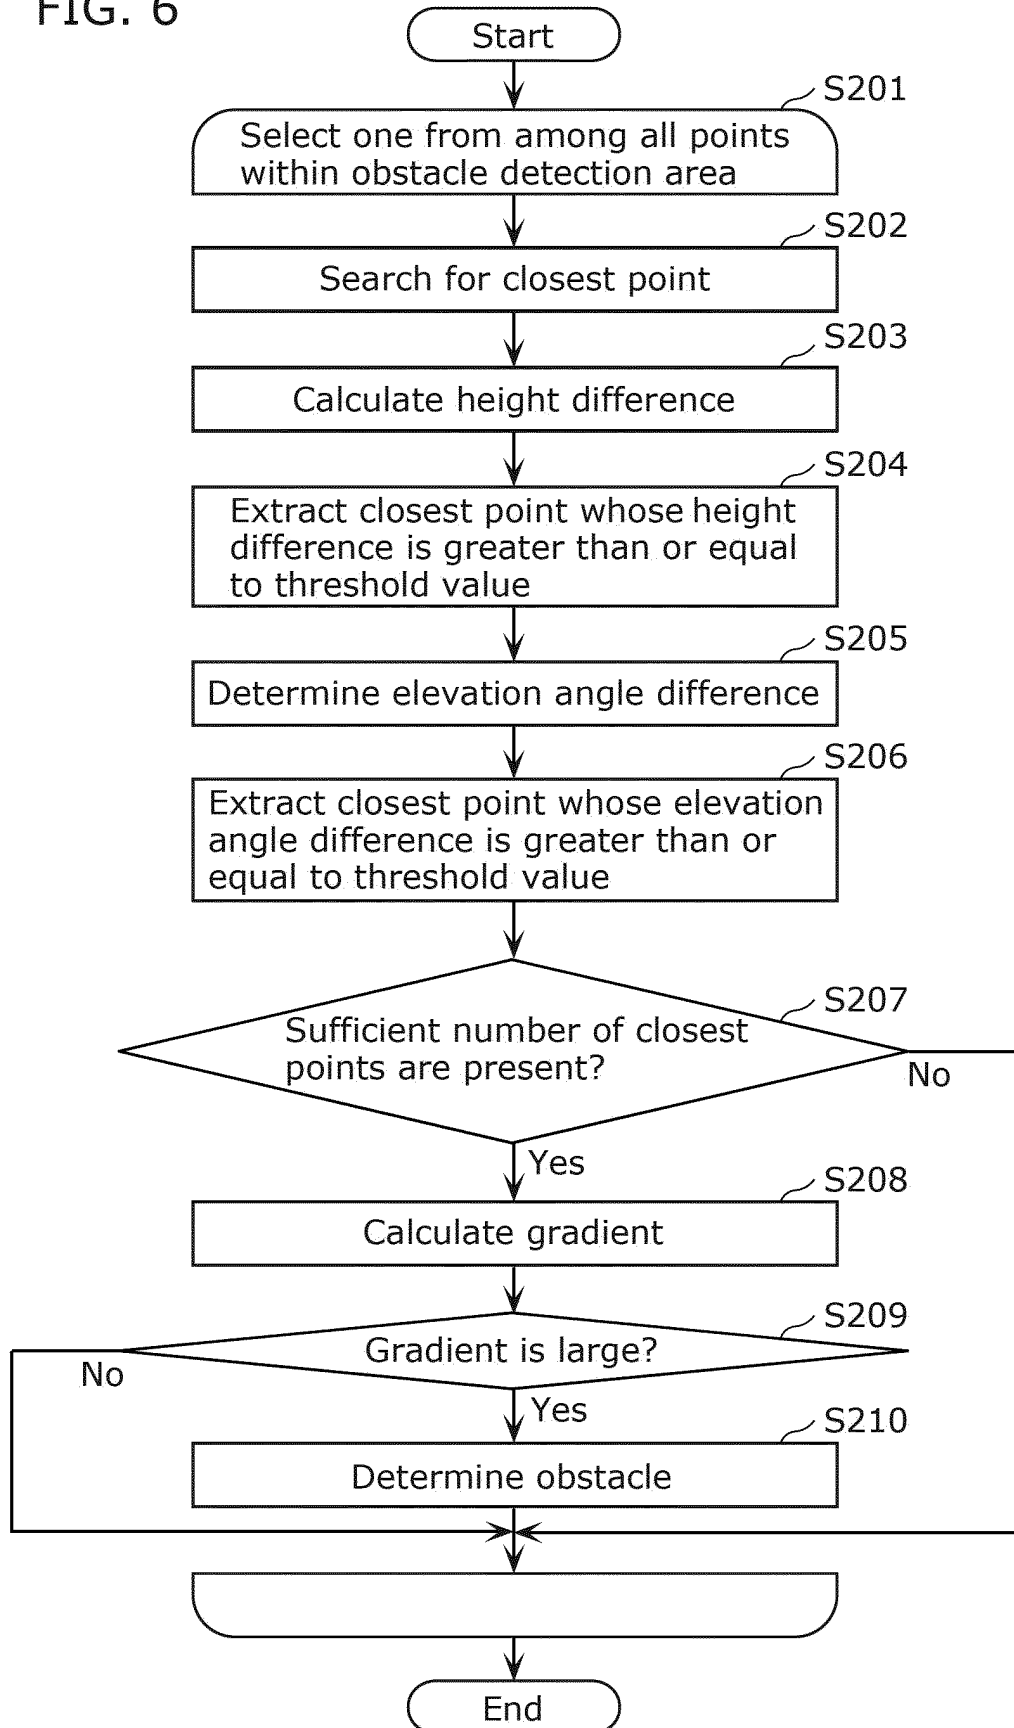 FIG. 6
Start
S201
Select one from among all points
within obstacle detection area
S202
Search for closest point
S203
Calculate height difference
S204
Extract closest point whose height
difference is greater than or equal
to threshold value
S205
Determine elevation angle difference
S206
Extract closest point whose elevation
angle difference is greater than or
equal to threshold value
S207
Sufficient number of closest
points are present?
No
Yes
S208
Calculate gradient
S209
Gradient is large?
No
Yes
S210
Determine obstacle
End